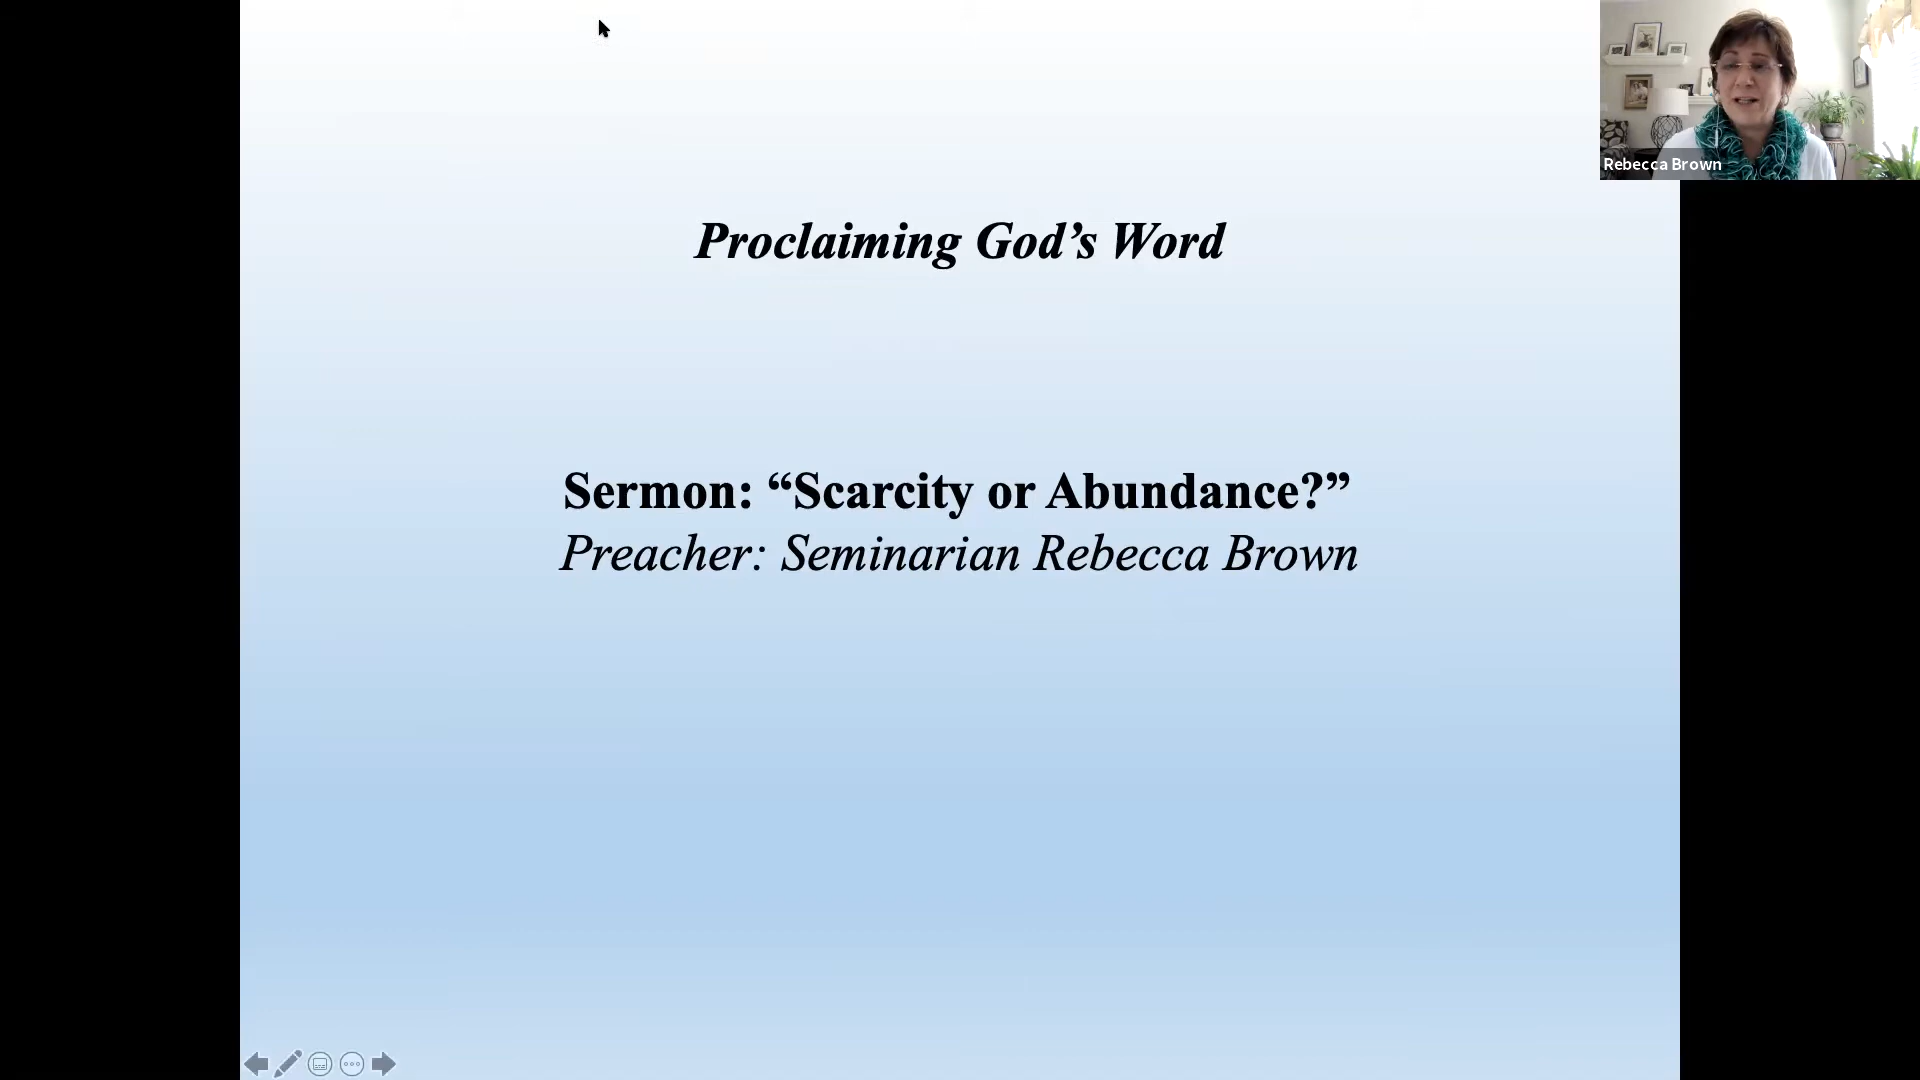 Rebecca Brown
Proclaiming God’s Word
Sermon: “Scarcity or Abundance?”
Preacher: Seminarian Rebecca Brown